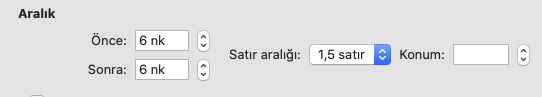 Aralık
Önce: 6 nk
Satır aralığı: 1,5 satır Konum:
Sonra: 6 nk